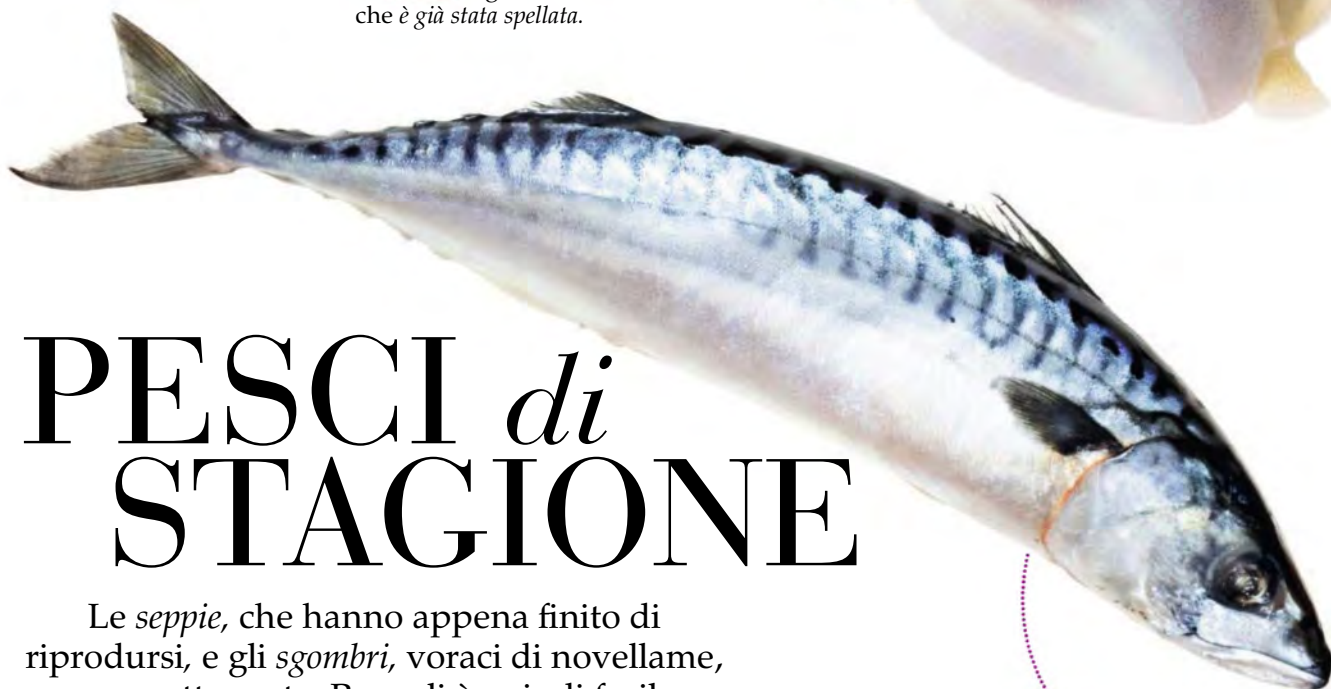 che è già stata spellata.
PESCI di
STAGIONE
Le seppie, che hanno appena finito di
riprodursi, e gli sgombri, voraci di novellame,